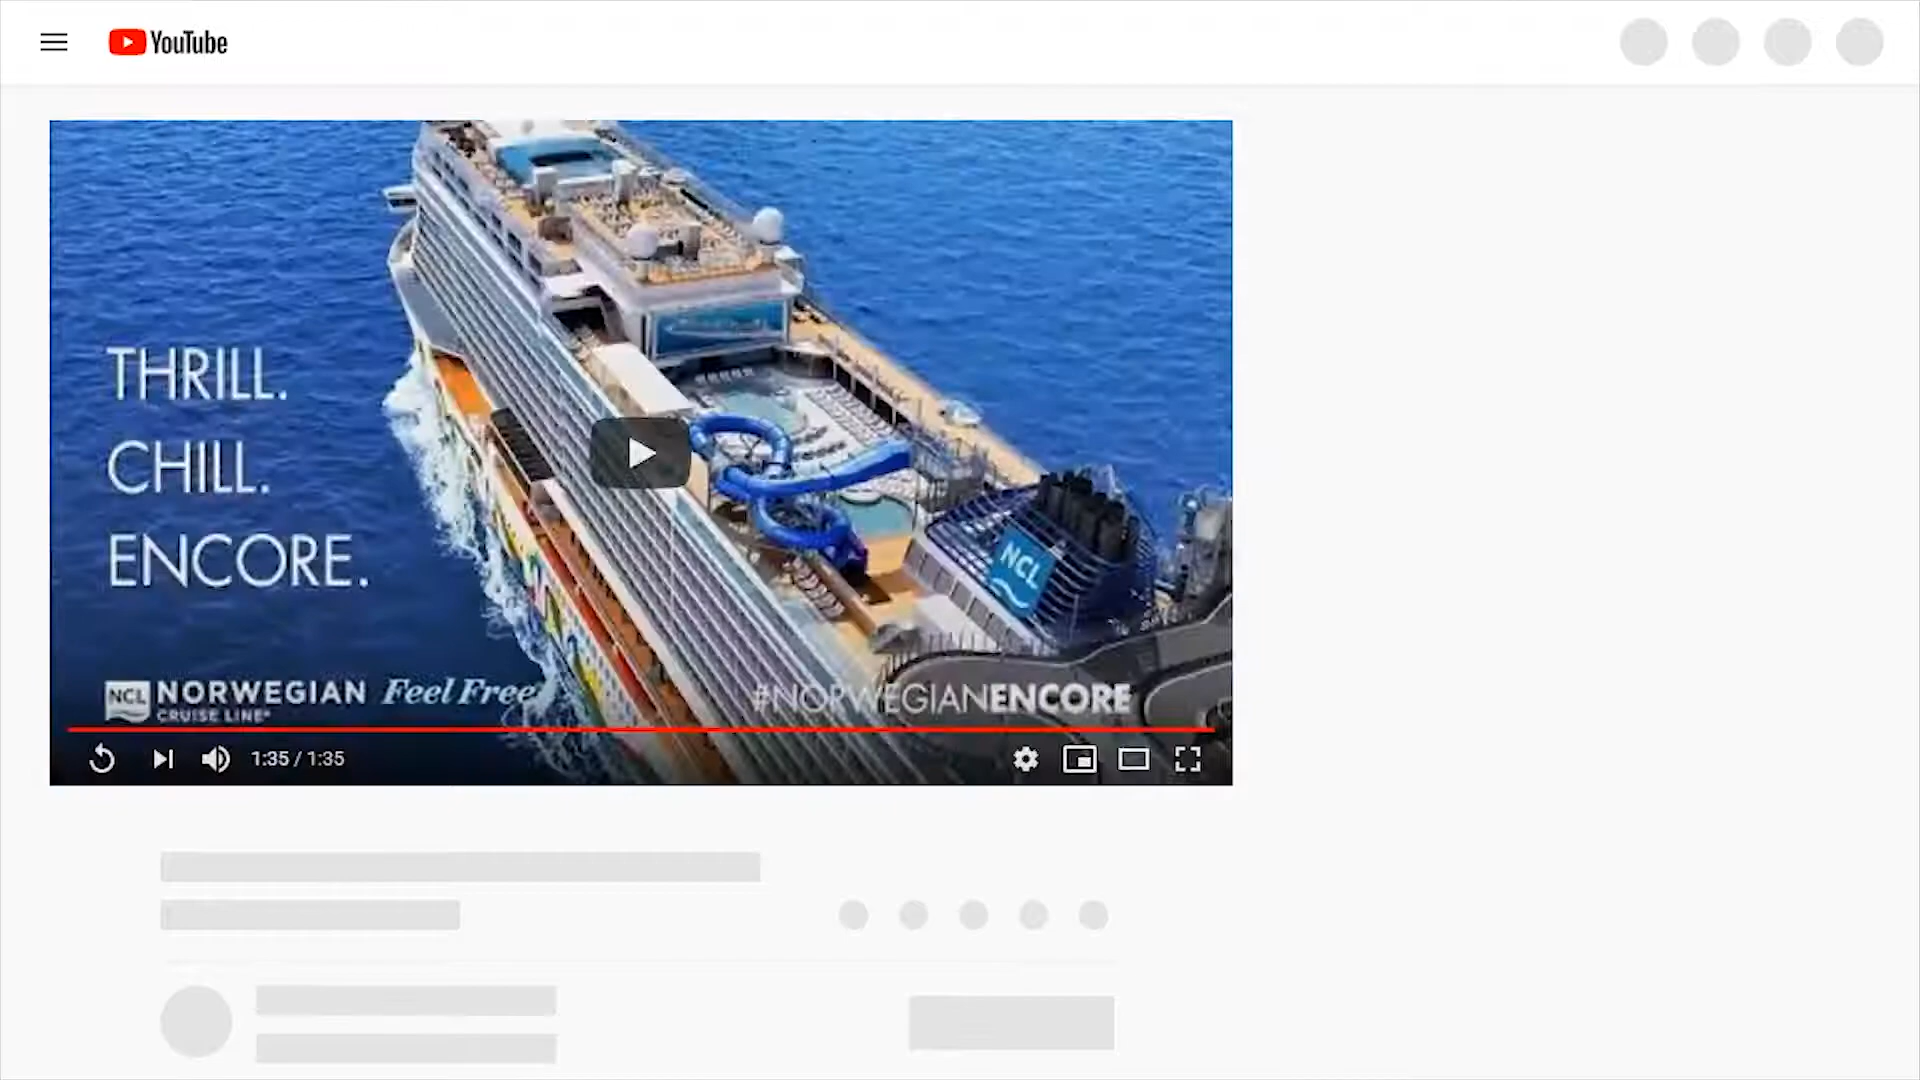 YouTube
THRILL.
CHILL.
ENCORE.
NCL
NCL NORWEGIAN Feel Free
CRUISE LINE®
#NORWEGIANENCORE
1:35 / 1:35